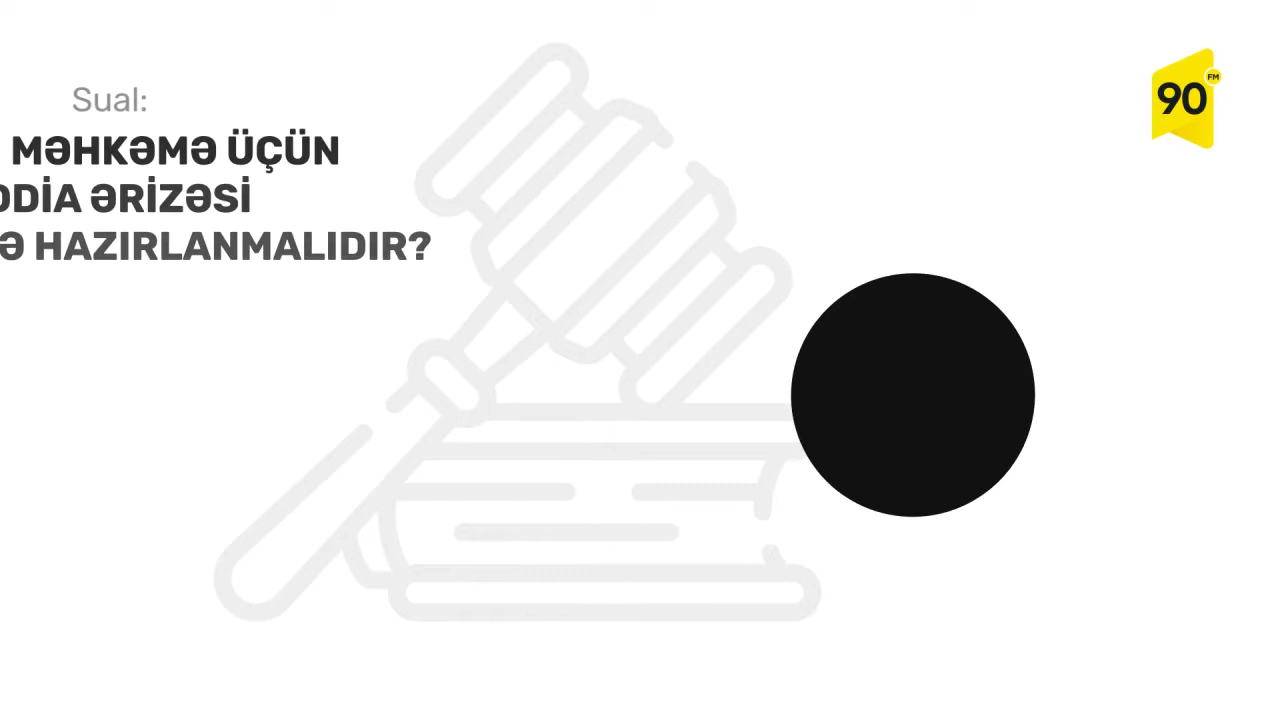 Sual:
MƏHKƏMƏ ÜÇÜN
ƏRİZƏSİ
HAZIRLANMALIDIR?
90
FM